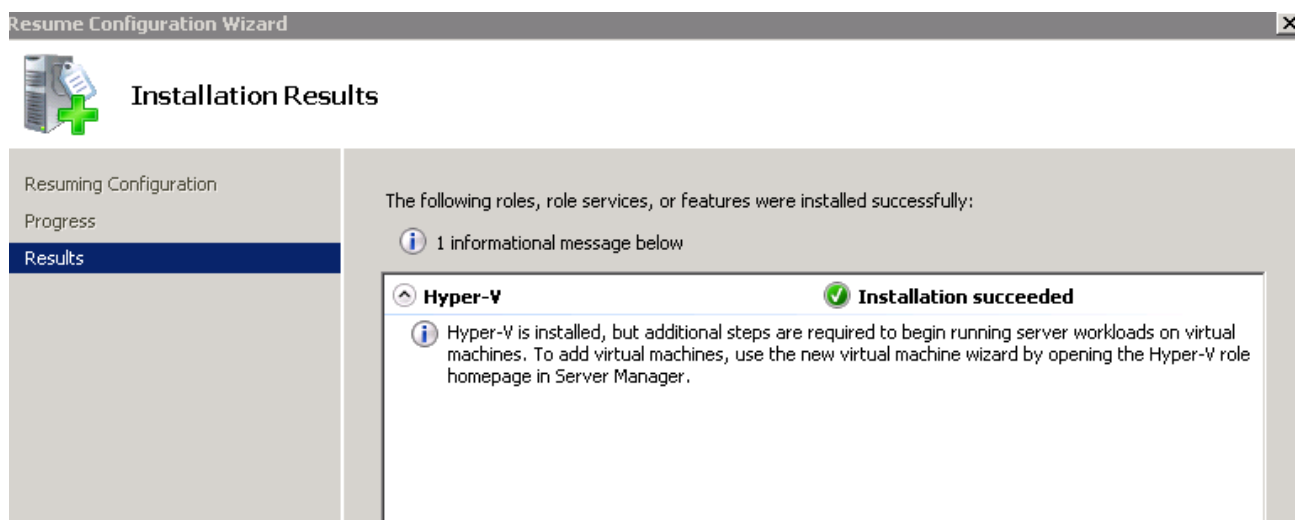 Resume Configuration Wizard
Installation Results
Resuming Configuration
Progress
Results
The following roles, role services, or features were installed successfully:
1 informational message below
Hyper-V
Installation succeeded
Hyper-V is installed, but additional steps are required to begin running server workloads on virtual
machines. To add virtual machines, use the new virtual machine wizard by opening the Hyper-V role
homepage in Server Manager.